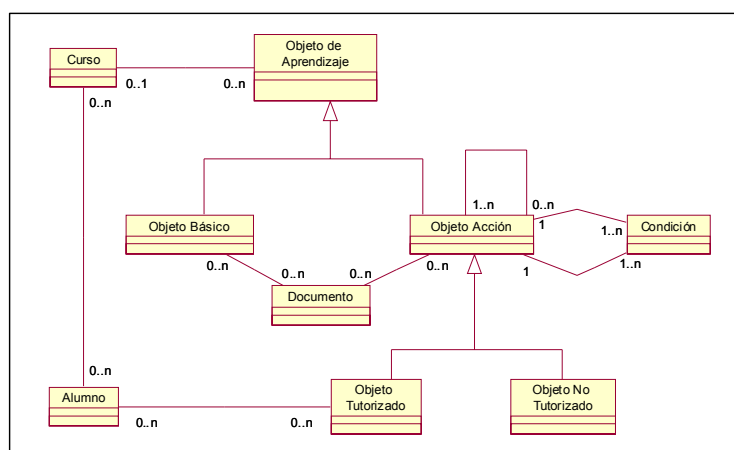 Objeto de
Aprendizaje
Curso
0..1
0..n
0..n
1..n
0..n
Objeto Básico
Objeto Acción
1
1..n
Condición
0..n
0..n
0..n
0..n
1
1..n
Documento
0..n
Alumno
0..n
0..n
Objeto
Tutorizado
Objeto No
Tutorizado